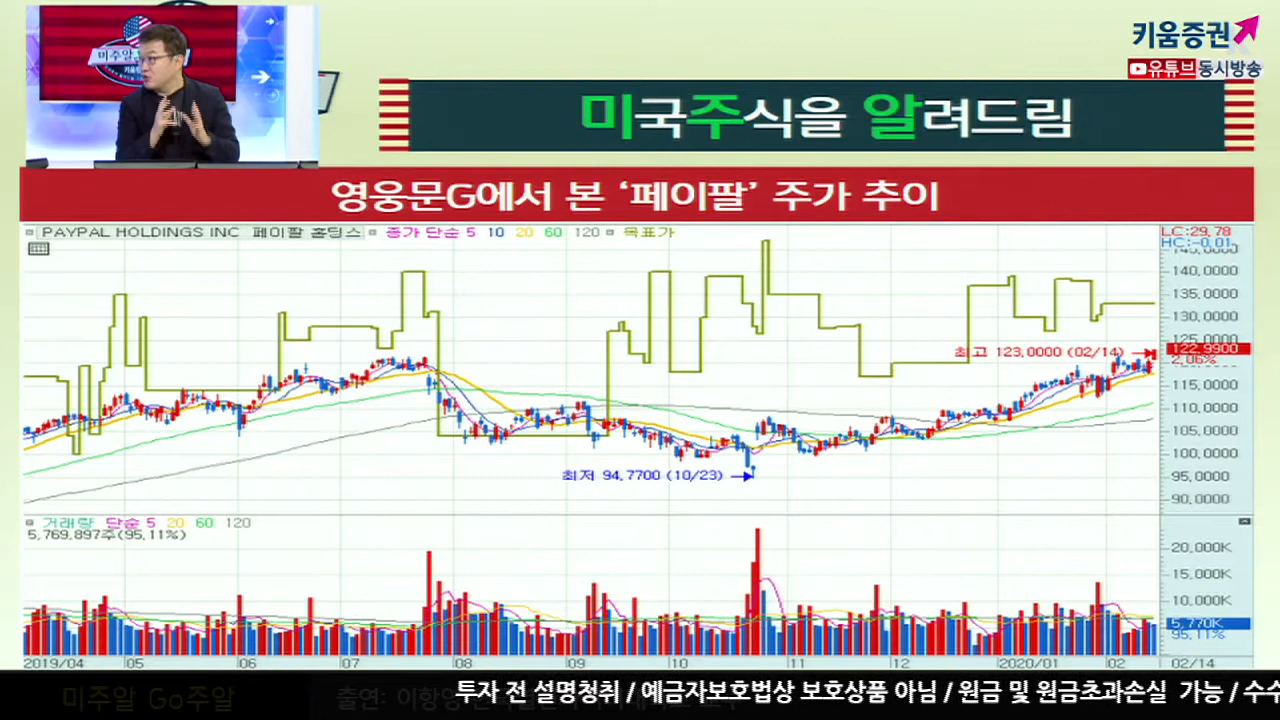 미주알
키움증권
유튜브동시방송
미국주식을 알려드림
영웅문G에서 본 ‘페이팔’ 주가 추이
PAYPAL HOLDINGS INC 페이팔 홀딩스 종가 단순 5 10 20 60 120 목표가
LC:29.78
HC:-0.01
145.0000
140.0000
135.0000
130.0000
125.0000
최고 123.0000 (02/14)
122.9900
2.06%
115.0000
110.0000
105.0000
100.0000
최저 94.7700 (10/23)
95.0000
90.0000
거래량 단순 5 20 60 120
5,769,897주(95.11%)
20,000K
15,000K
10,000K
5,770K
95.11%
2019/04 05 06 07 08 09 10 11 12 2020/01 02 02/14
미주알 Go주알
출연: 이항영
투자 전 설명청취 / 예금자보호법상 보호상품 아님 / 원금 및 원금초과손실 가능 / 수수